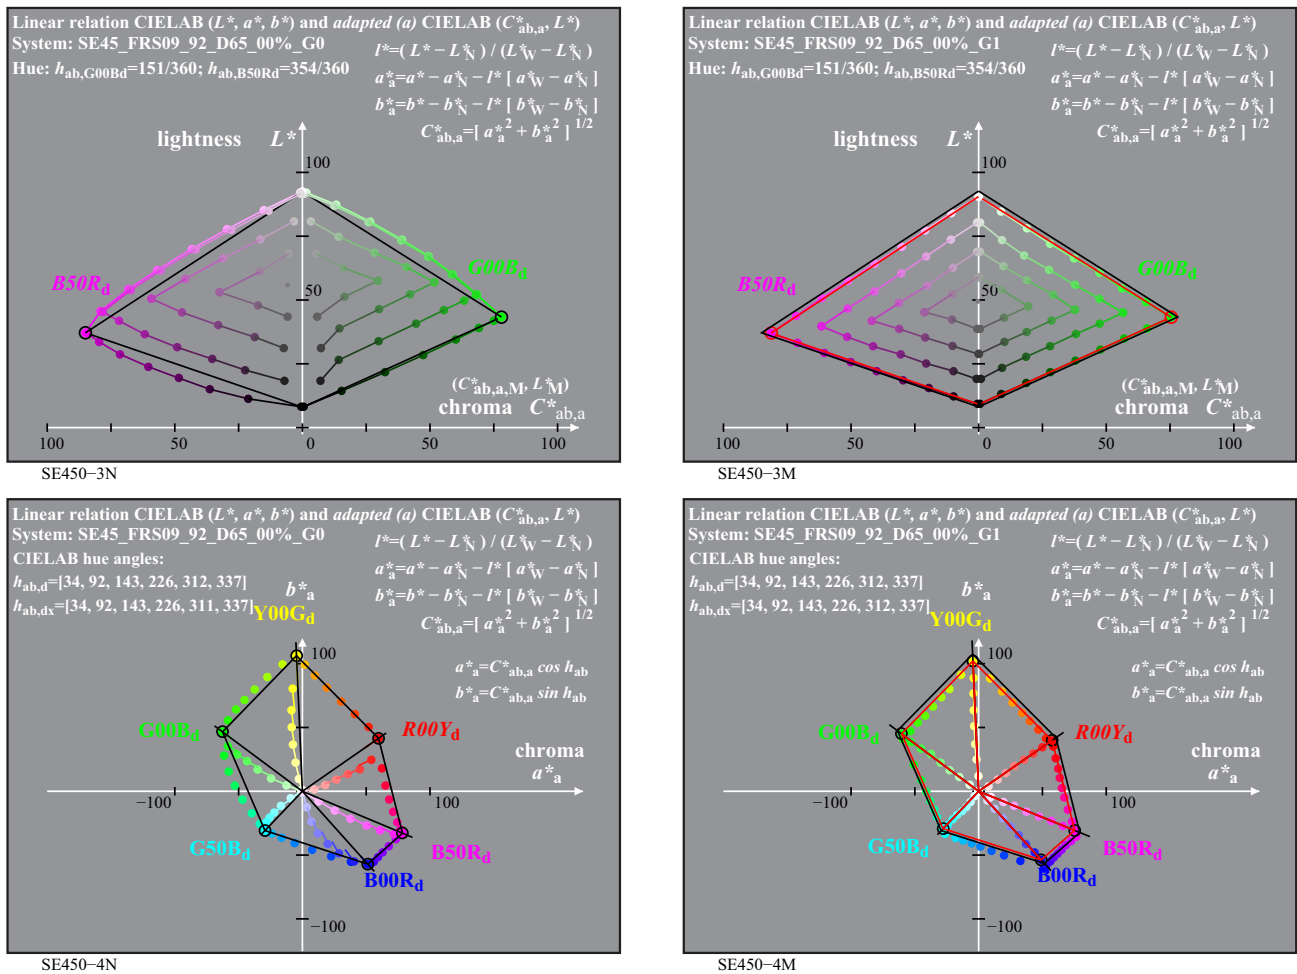 Linear relation CIELAB (L*, a*, b*) and adapted (a) CIELAB (C*ab,a, L*)
System: SE45_FRS09_92_D65_00%_G0
l*=( L* – L*N ) / (L*W – L*N )
Hue: hab,G00Bd=151/360; hab,B50Rd=354/360
a*a=a* – a*N – l* [ a*W – a*N ]
b*a=b* – b*N – l* [ b*W – b*N ]
C*ab,a=[ a*a2 + b*a2 ] 1/2
lightness L*
100
G00Bd
B50Rd
50
(C*ab,a,M, L*M)
chroma C*ab,a
100 50 0 50 100
SE450–3N
Linear relation CIELAB (L*, a*, b*) and adapted (a) CIELAB (C*ab,a, L*)
System: SE45_FRS09_92_D65_00%_G1
l*=( L* – L*N ) / (L*W – L*N )
Hue: hab,G00Bd=151/360; hab,B50Rd=354/360
a*a=a* – a*N – l* [ a*W – a*N ]
b*a=b* – b*N – l* [ b*W – b*N ]
C*ab,a=[ a*a2 + b*a2 ] 1/2
lightness L*
100
G00Bd
B50Rd
50
(C*ab,a,M, L*M)
chroma C*ab,a
100 50 0 50 100
SE450–3M
Linear relation CIELAB (L*, a*, b*) and adapted (a) CIELAB (C*ab,a, L*)
System: SE45_FRS09_92_D65_00%_G0
l*=( L* – L*N ) / (L*W – L*N )
CIELAB hue angles:
a*a=a* – a*N – l* [ a*W – a*N ]
hab,d=[34, 92, 143, 226, 312, 337]
b*a
b*a=b* – b*N – l* [ b*W – b*N ]
hab,dx=[34, 92, 143, 226, 311, 337]
Y00Gd
C*ab,a=[ a*a2 + b*a2 ] 1/2
100
a*a=C*ab,a cos hab
b*a=C*ab,a sin hab
G00Bd
R00Yd
chroma
a*a
–100 100
G50Bd
B50Rd
B00Rd
–100
SE450–4N
Linear relation CIELAB (L*, a*, b*) and adapted (a) CIELAB (C*ab,a, L*)
System: SE45_FRS09_92_D65_00%_G1
l*=( L* – L*N ) / (L*W – L*N )
CIELAB hue angles:
a*a=a* – a*N – l* [ a*W – a*N ]
hab,d=[34, 92, 143, 226, 312, 337]
b*a
b*a=b* – b*N – l* [ b*W – b*N ]
hab,dx=[34, 92, 143, 226, 312, 337]
Y00Gd
C*ab,a=[ a*a2 + b*a2 ] 1/2
100
a*a=C*ab,a cos hab
b*a=C*ab,a sin hab
G00Bd
R00Yd
chroma
a*a
–100 100
G50Bd
B50Rd
B00Rd
–100
SE450–4M